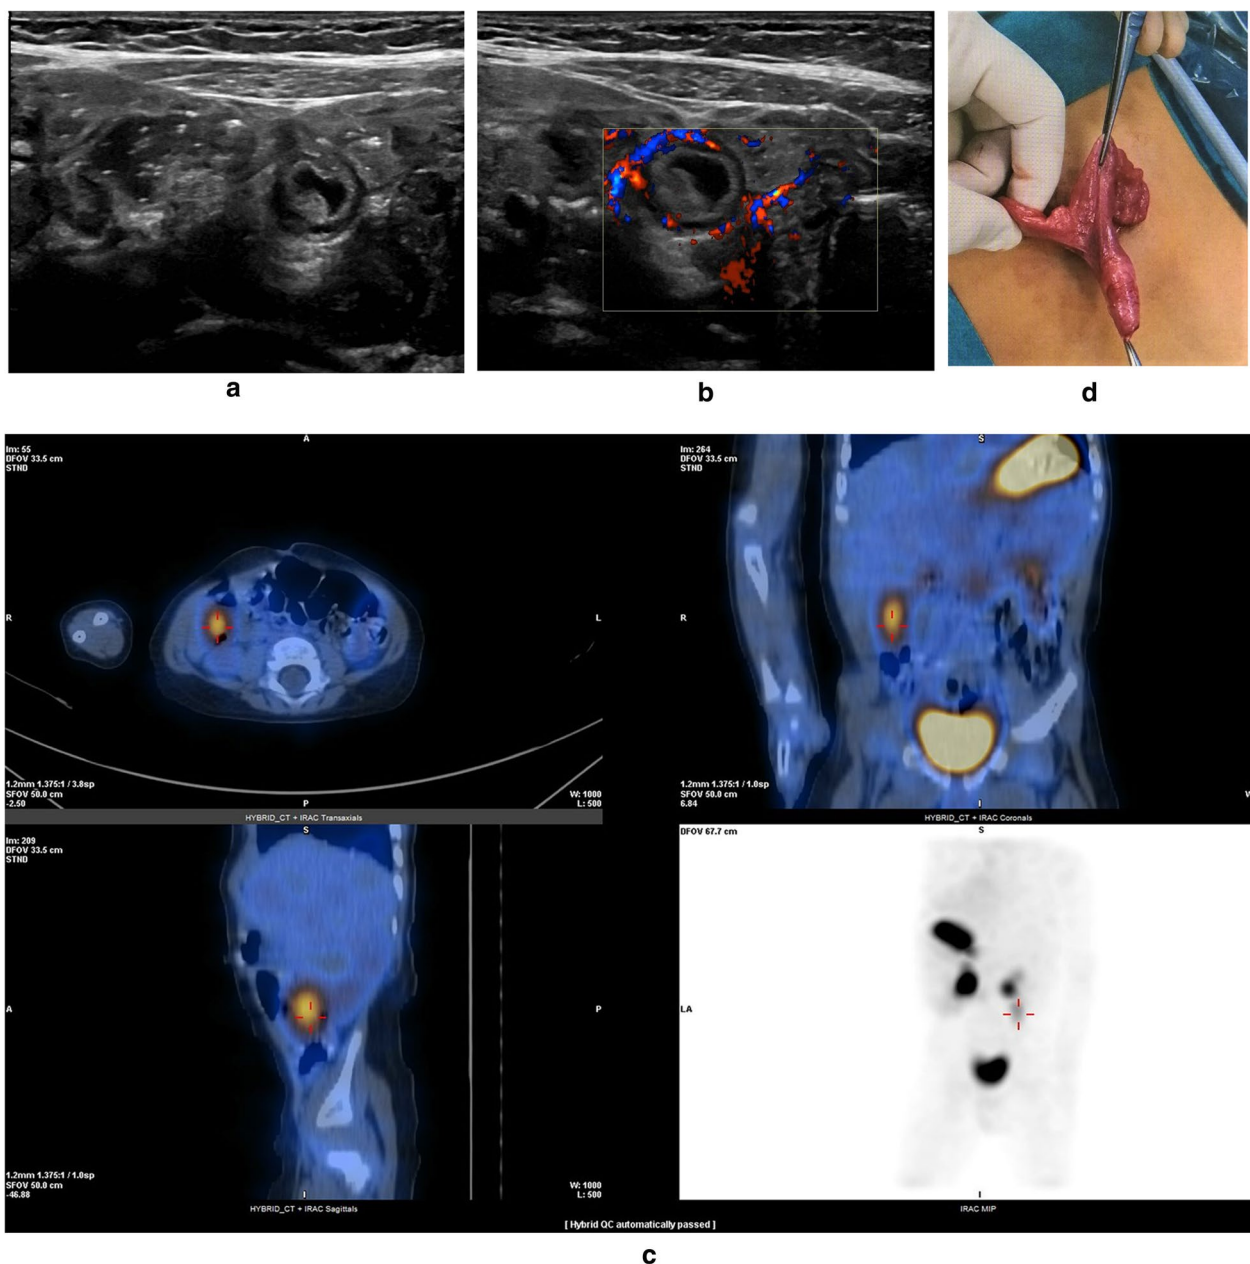 a
b
d
A
Im: 55
DFOV 33.5 cm
STND
R
L
1.2mm 1.375:1 / 3.8sp
SFOV 50.0 cm
-2.50
P
W: 1000
L: 500
HYBRID_CT + IRAC Transaxials
S
Im: 264
DFOV 33.5 cm
STND
R
1.2mm 1.375:1 / 1.0sp
SFOV 50.0 cm
6.84
I
W
HYBRID_CT + IRAC Coronals
S
Im: 209
DFOV 33.5 cm
STND
A
P
1.2mm 1.375:1 / 1.0sp
SFOV 50.0 cm
-46.88
I
W: 1000
L: 500
HYBRID_CT + IRAC Sagittals
DFOV 67.7 cm
S
LA
I
IRAC MIP
[ Hybrid QC automatically passed ]
c